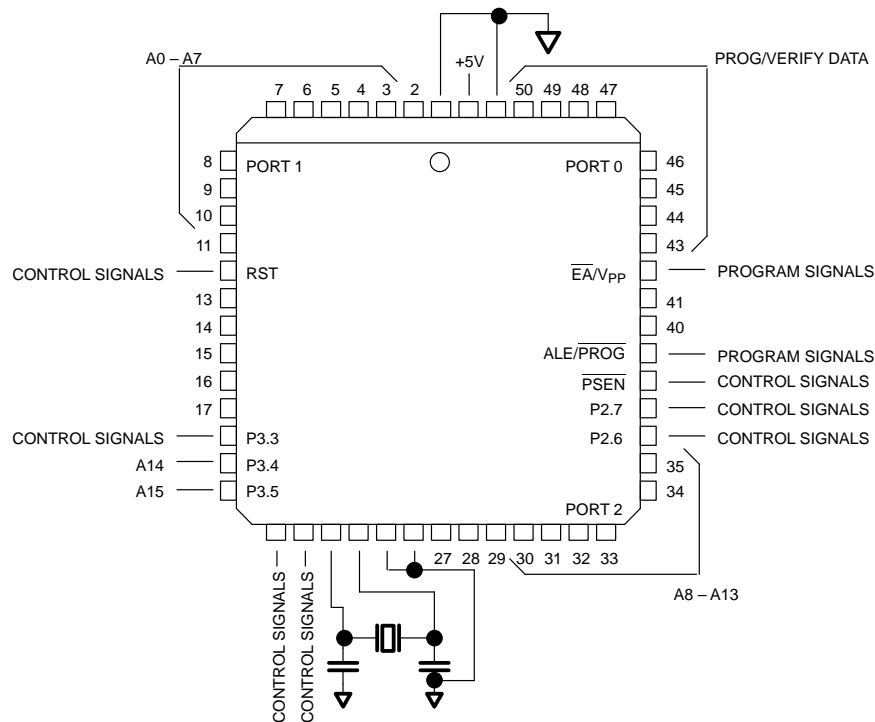 A0 – A7
+5V
PROG/VERIFY DATA
7 6 5 4 3 2 50 49 48 47
8 PORT 1 PORT 0 46
9 45
10 44
11 43
CONTROL SIGNALS RST EA/VPP PROGRAM SIGNALS
13 41
14 40
15 ALE/PROG PROGRAM SIGNALS
16 PSEN CONTROL SIGNALS
17 P2.7 CONTROL SIGNALS
CONTROL SIGNALS P3.3 P2.6 CONTROL SIGNALS
A14 P3.4 35
A15 P3.5 34
PORT 2
27 28 29 30 31 32 33
A8 – A13
CONTROL SIGNALS
CONTROL SIGNALS